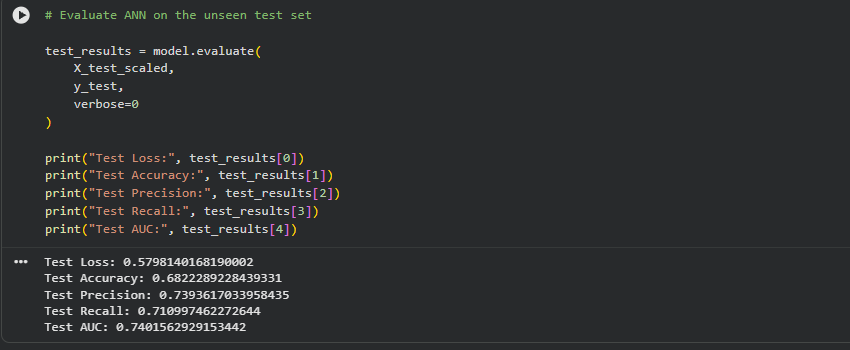 # Evaluate ANN on the unseen test set
test_results = model.evaluate(
    X_test_scaled,
    y_test,
    verbose=0
)
print("Test Loss:", test_results[0])
print("Test Accuracy:", test_results[1])
print("Test Precision:", test_results[2])
print("Test Recall:", test_results[3])
print("Test AUC:", test_results[4])
Test Loss: 0.5798140168190002
Test Accuracy: 0.6822289228439331
Test Precision: 0.7393617033958435
Test Recall: 0.710997462272644
Test AUC: 0.7401562929153442